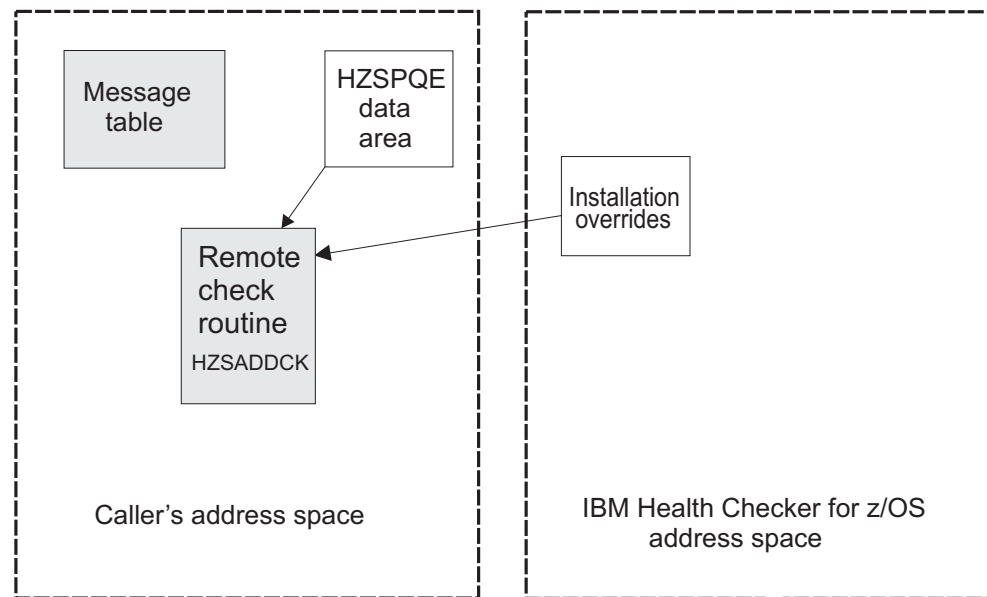 Message
table
HZSPQE
data
area
Installation
overrides
Remote
check
routine
HZSADDCK
Caller's address space
IBM Health Checker for z/OS
address space